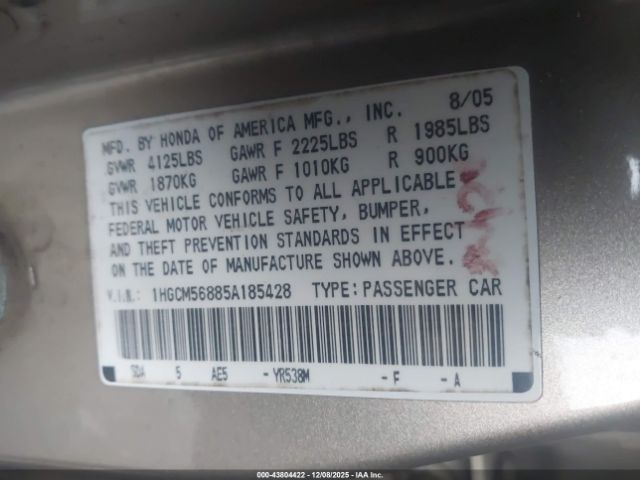 MFD. BY HONDA OF AMERICA MFG., INC. 8/05
GVWR 4125LBS GAWR F 2225LBS R 1985LBS
GVWR 1870KG GAWR F 1010KG R 900KG
THIS VEHICLE CONFORMS TO ALL APPLICABLE
FEDERAL MOTOR VEHICLE SAFETY, BUMPER,
AND THEFT PREVENTION STANDARDS IN EFFECT
ON THE DATE OF MANUFACTURE SHOWN ABOVE.
V.I.N.: 1HGCM56885A185428 TYPE: PASSENGER CAR
SDA 5 AE5 - YR538M - F - A
000-43804422 - 12/08/2025 - IAA Inc.